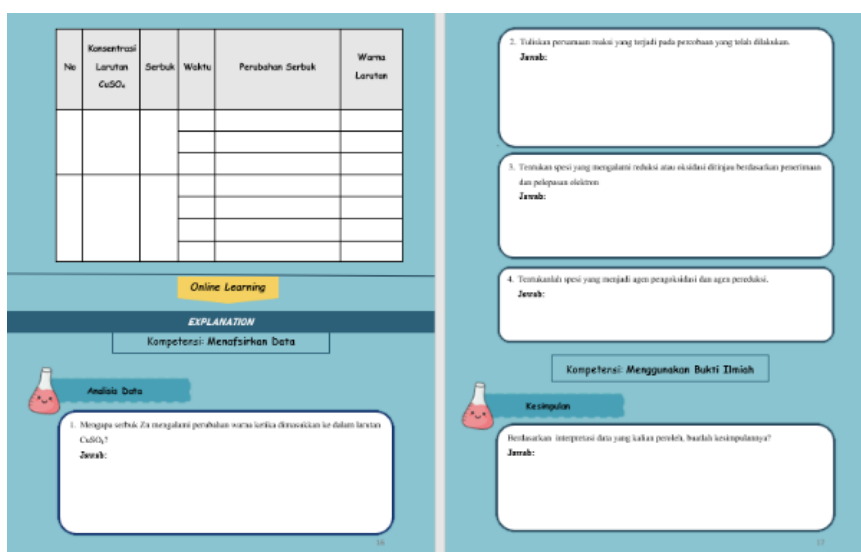 No
Konsentrasi
Larutan
CuSO₄
Serbuk
Waktu
Perubahan Serbuk
Warna
Larutan
Online Learning
EXPLANATION
Kompetensi: Menafsirkan Data
Analisis Data
1. Mengapa serbuk Zn mengalami perubahan warna ketika dimasukkan ke dalam larutan
CuSO₄?
Jawab:
16
2. Tuliskan persamaan reaksi yang terjadi pada percobaan yang telah dilakukan.
Jawab:
3. Tentukan spesi yang mengalami reduksi atau oksidasi ditinjau berdasarkan penerimaan
dan pelepasan elektron
Jawab:
4. Tentukanlah spesi yang menjadi agen pengoksidasi dan agen pereduksi.
Jawab:
Kompetensi: Menggunakan Bukti Ilmiah
Kesimpulan
Berdasarkan interpretasi data yang kalian peroleh, buatlah kesimpulannya?
Jawab:
17